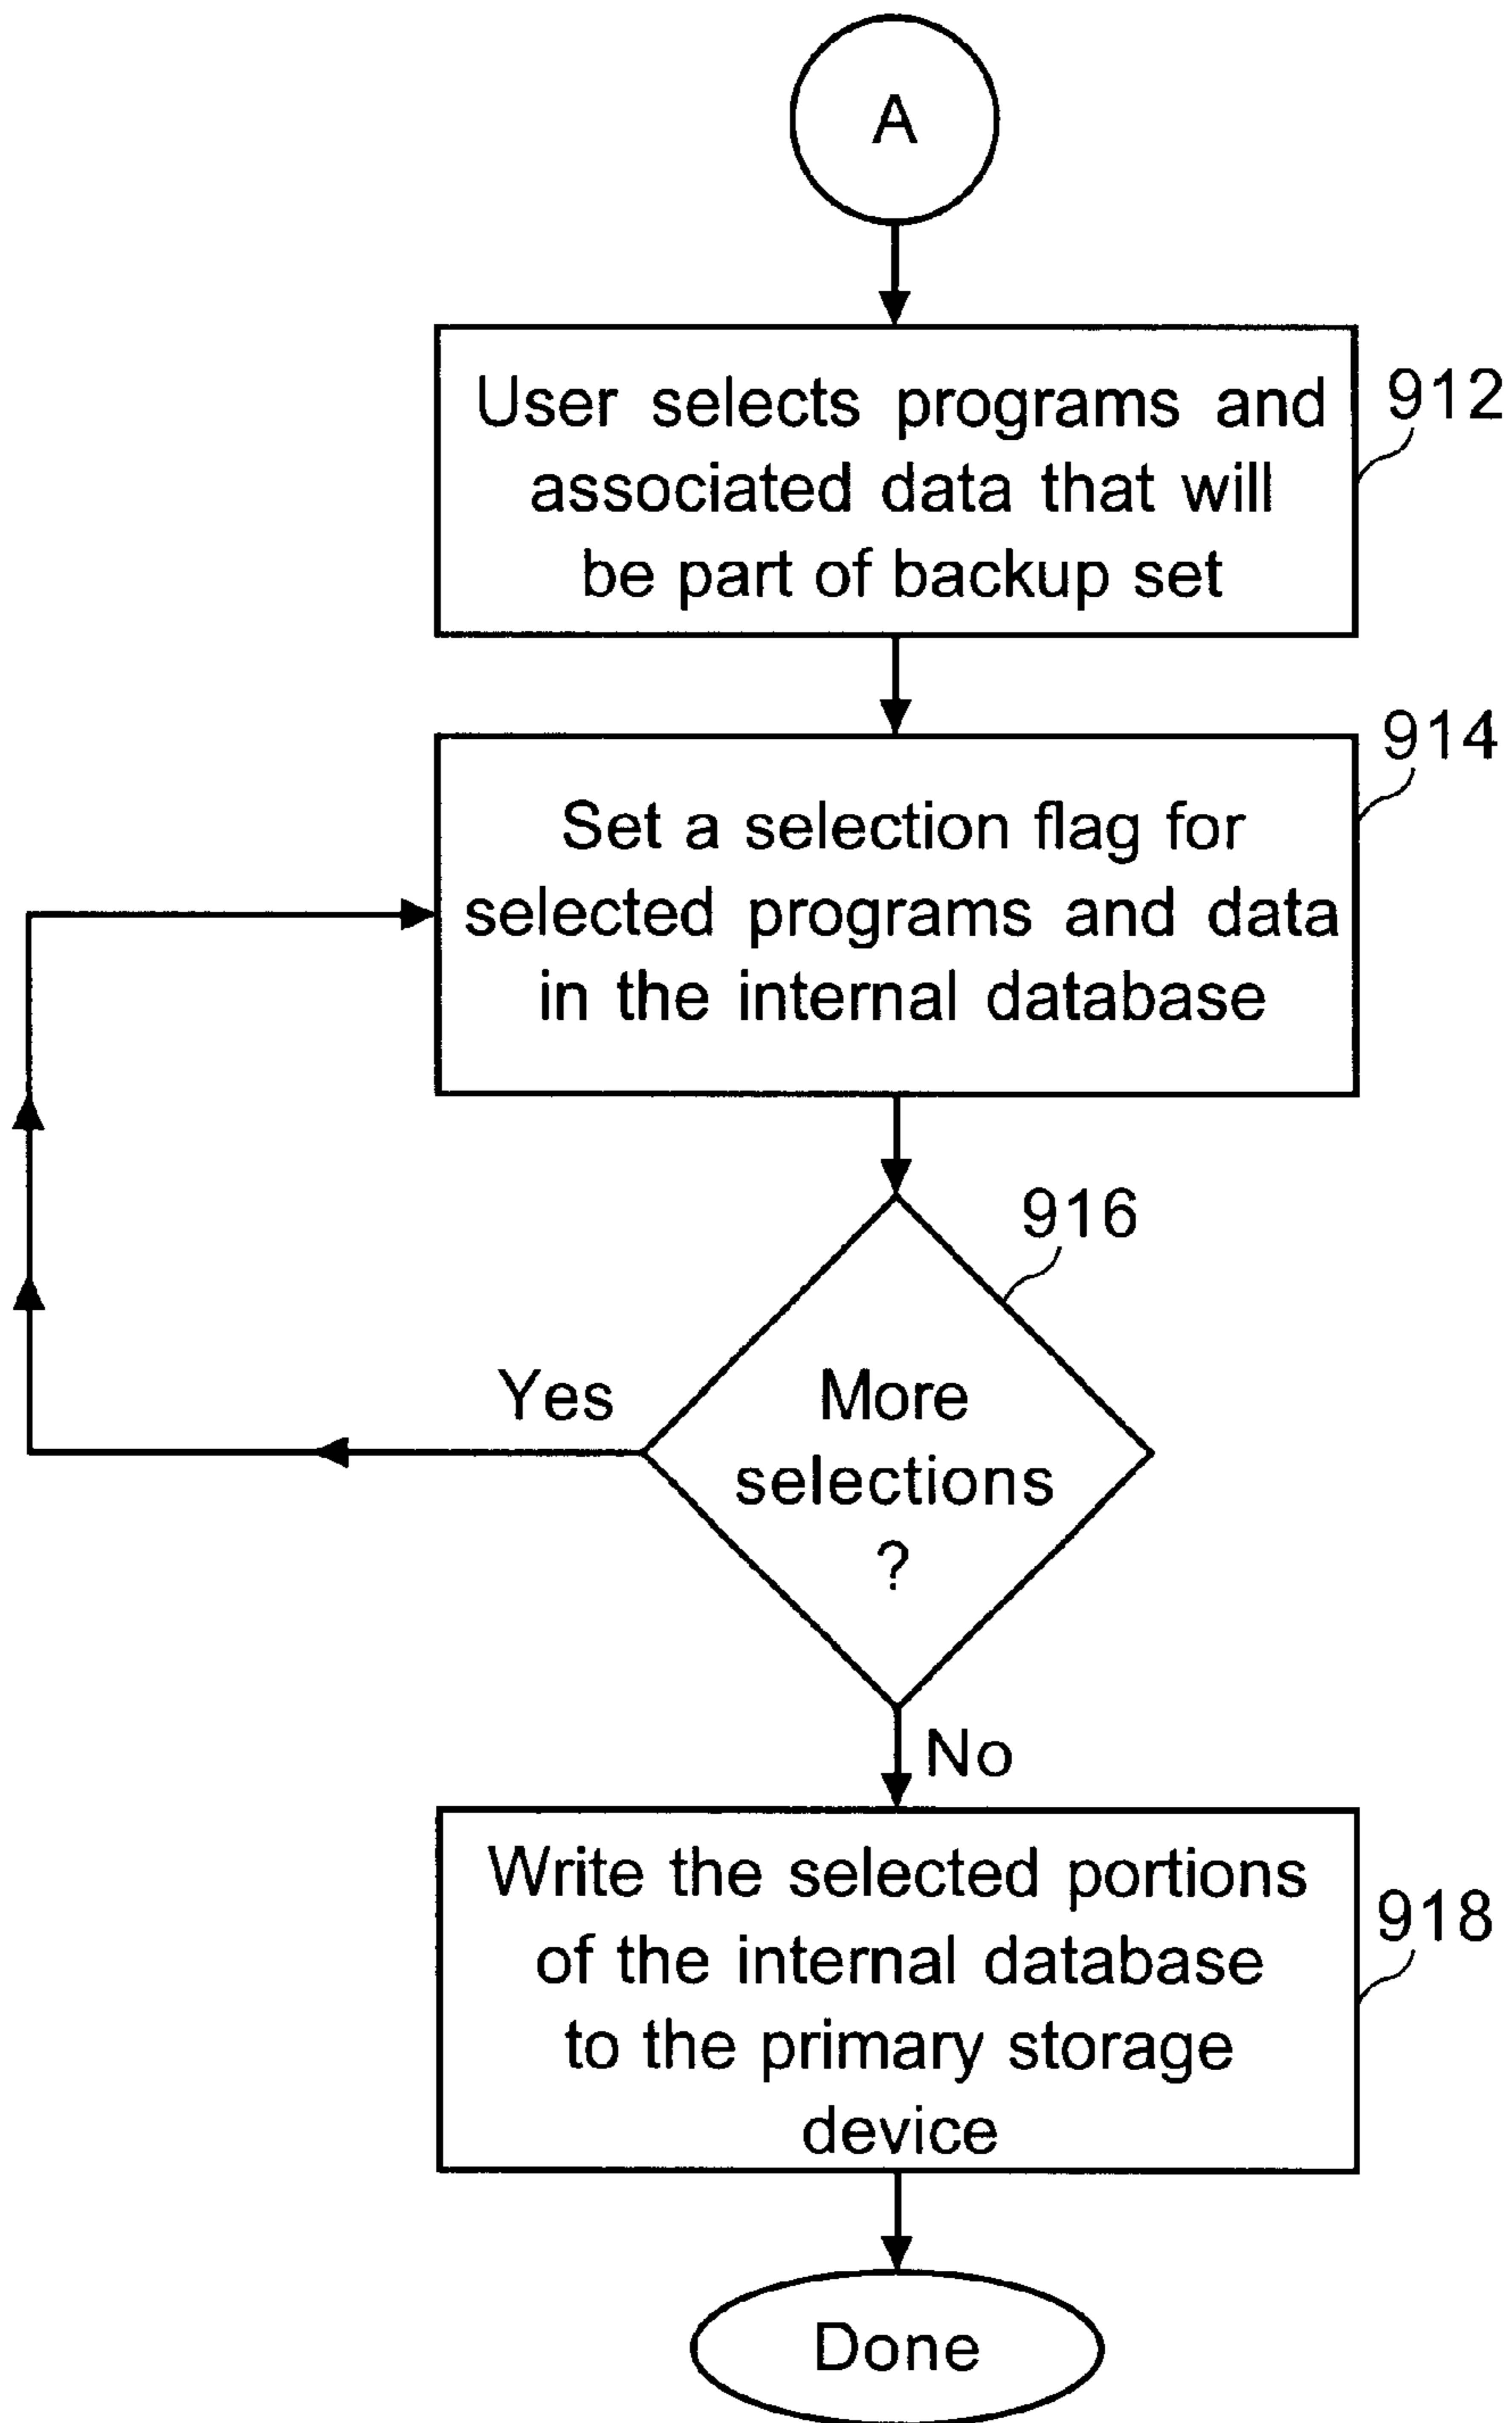 A
User selects programs and
associated data that will
be part of backup set
912
Set a selection flag for
selected programs and data
in the internal database
914
916
More
selections
?
Yes
No
Write the selected portions
of the internal database
to the primary storage
device
918
Done